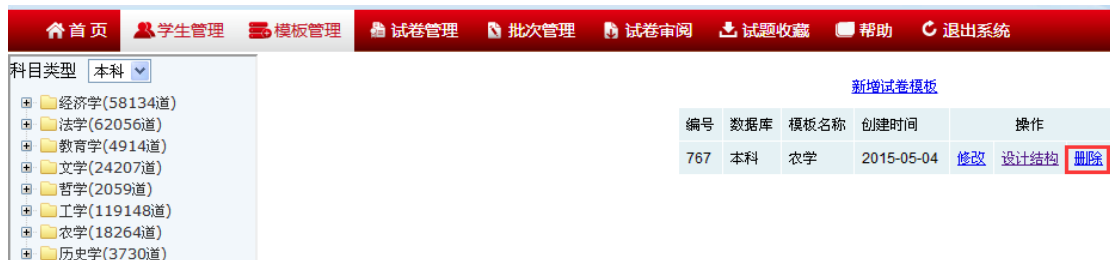 首页 学生管理 模板管理 试卷管理 批次管理 试卷审阅 试题收藏 帮助 退出系统
科目类型 本科
经济学(58134道)
法学(62056道)
教育学(4914道)
文学(24207道)
哲学(2059道)
工学(119148道)
农学(18264道)
历史学(3730道)
新增试卷模板
编号 数据库 模板名称 创建时间 操作
767 本科 农学 2015-05-04 修改 设计结构 删除